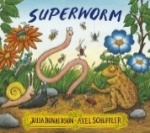 SUPERWORM
JULIA DONALDSON · AXEL SCHEFFLER